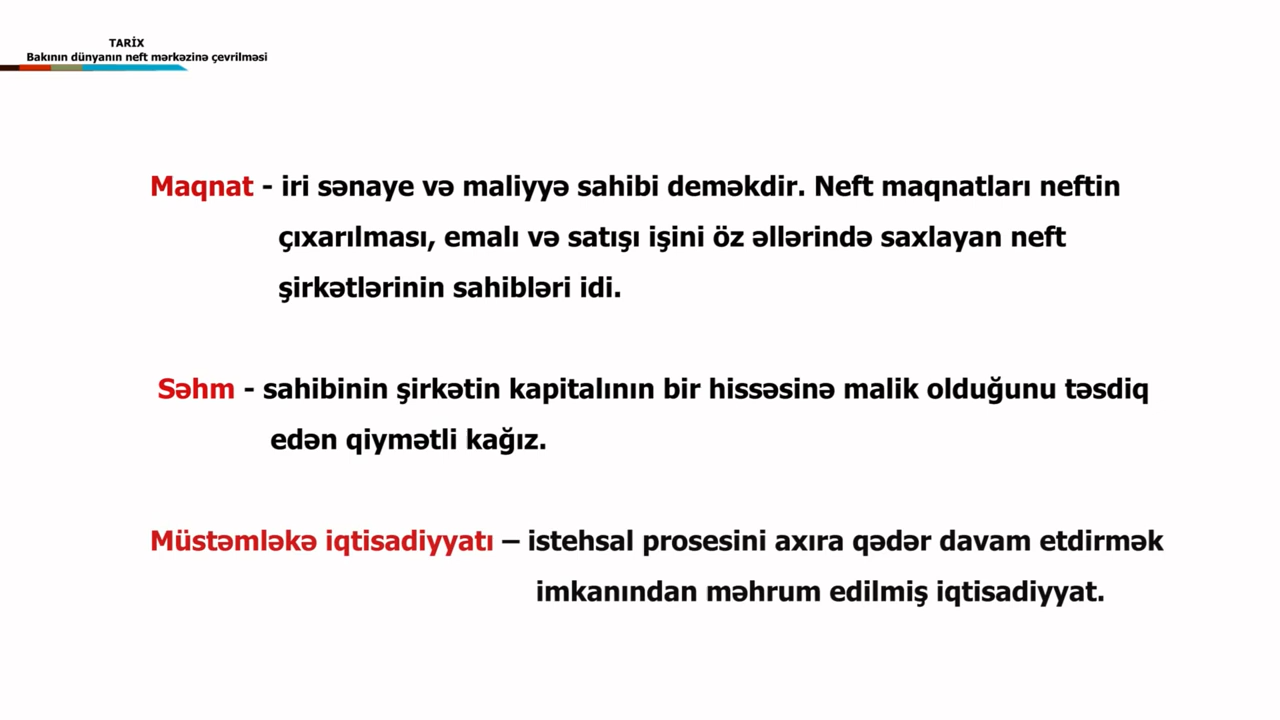 TARİX
Bakının dünyanın neft mərkəzinə çevrilməsi
Maqnat - iri sənaye və maliyyə sahibi deməkdir. Neft maqnatları neftin
çıxarılması, emalı və satışı işini öz əllərində saxlayan neft
şirkətlərinin sahibləri idi.
Səhm - sahibinin şirkətin kapitalının bir hissəsinə malik olduğunu təsdiq
edən qiymətli kağız.
Müstəmləkə iqtisadiyyatı – istehsal prosesini axıra qədər davam etdirmək
imkanından məhrum edilmiş iqtisadiyyat.